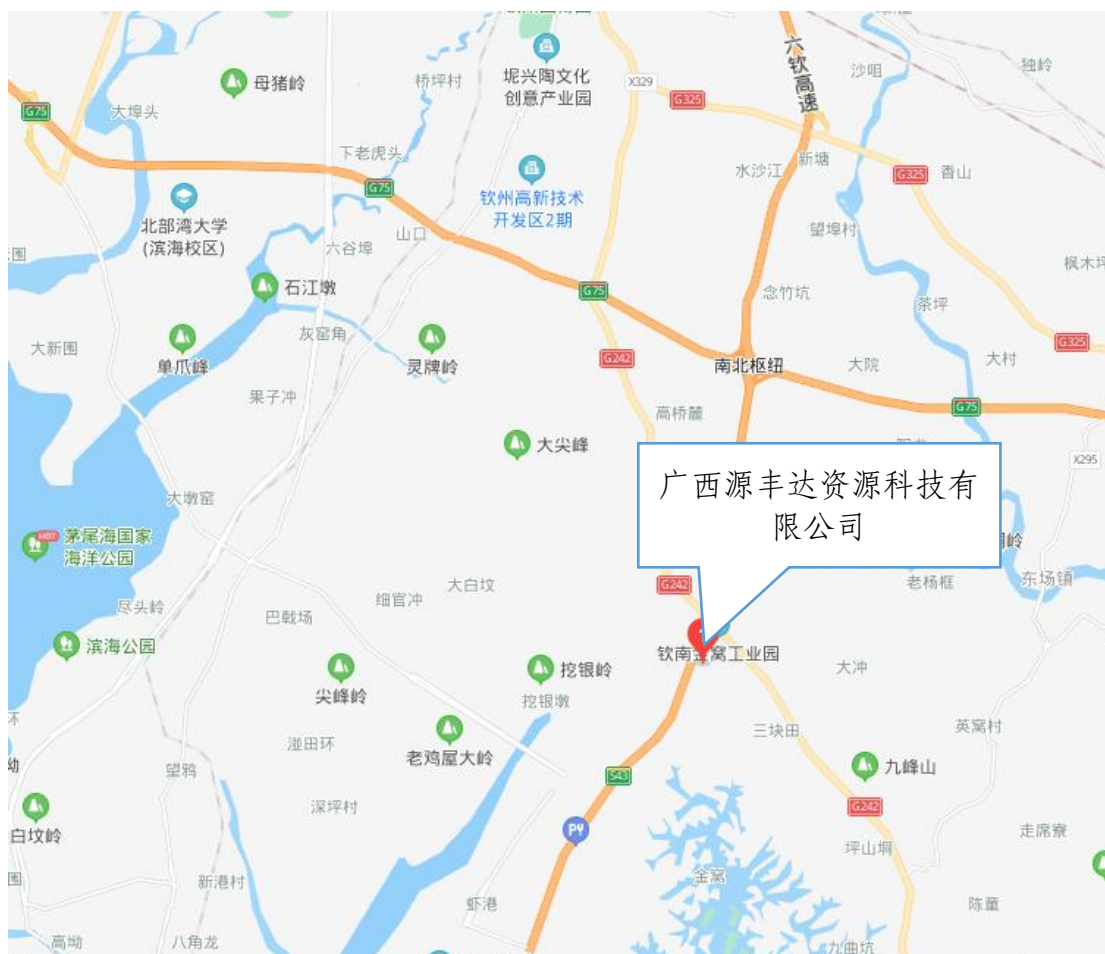 六钦高速
独岭
沙咀
母猪岭
桥坪村
坭兴陶文化
创意产业园
X329
G325
G75
大埠头
下老虎头
水沙江
新塘
G325
香山
G75
钦州高新技术
开发区2期
北部湾大学
(滨海校区)
六谷埠
山口
望埠村
枫木坪
石江墩
G75
念竹坑
茶坪
灰窑角
大新围
单爪峰
灵牌岭
G242
南北枢纽
大院
大村
G325
果子冲
高桥麓
G75
大尖峰
X295
广西源丰达资源科技有
限公司
大墩窑
HOT
茅尾海国家
海洋公园
大白坟
G242
老杨框
东场镇
细官冲
尽头岭
巴戟场
滨海公园
钦南金窝工业园
挖银岭
大冲
尖峰岭
挖银墩
英窝村
三块田
湴田环
老鸡屋大岭
望鸦
S43
九峰山
深坪村
G242
白坟岭
走席寮
坪山垌
金窝
新港村
虾港
陈董
高坳
八角龙
九曲坑